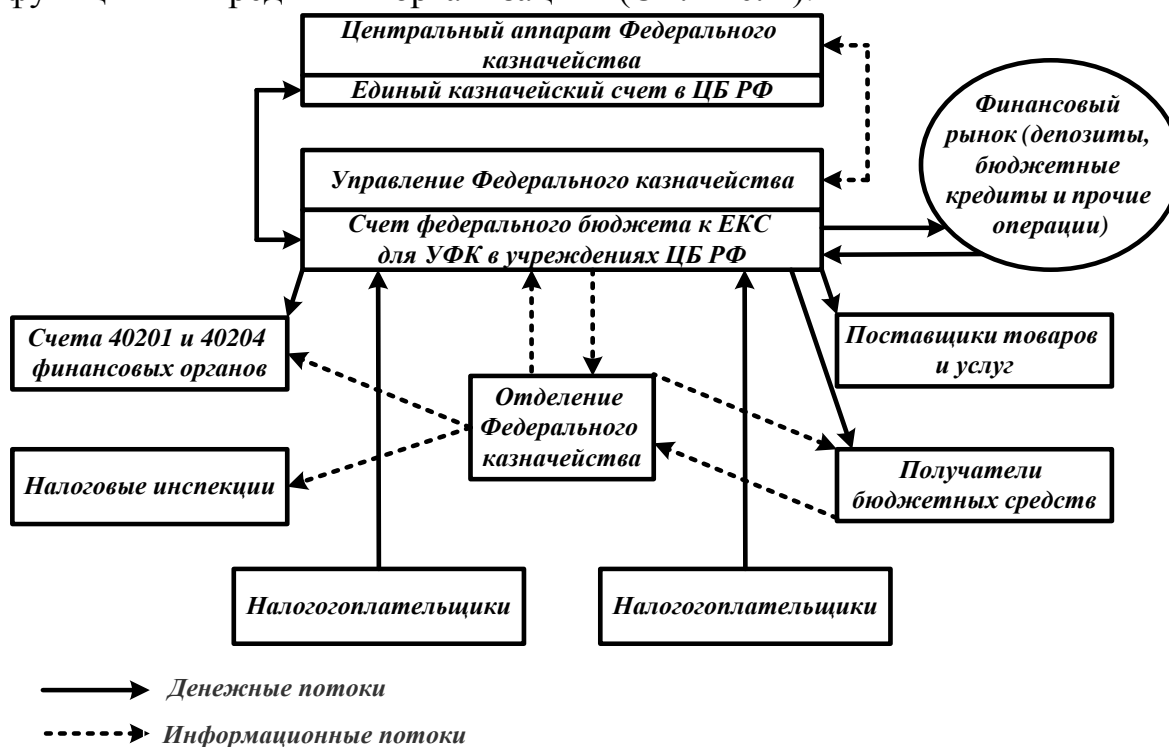 Центральный аппарат Федерального
казначейства
Единый казначейский счет в ЦБ РФ
Финансовый
рынок (депозиты,
бюджетные
кредиты и прочие
операции)
Управление Федерального казначейства
Счет федерального бюджета к ЕКС
для УФК в учреждениях ЦБ РФ
Счета 40201 и 40204
финансовых органов
Поставщики товаров
и услуг
Отделение
Федерального
казначейства
Налоговые инспекции
Получатели
бюджетных средств
Налогогоплательщики
Налогогоплательщики
Денежные потоки
Информационные потоки